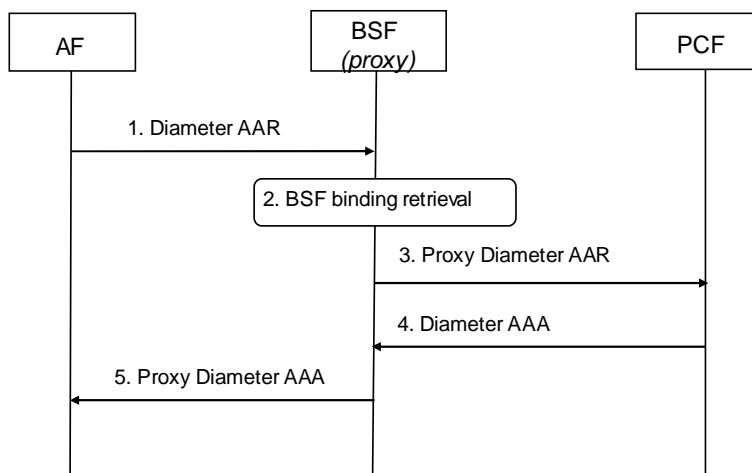 AF
BSF
(proxy)
PCF
1. Diameter AAR
2. BSF binding retrieval
3. Proxy Diameter AAR
4. Diameter AAA
5. Proxy Diameter AAA